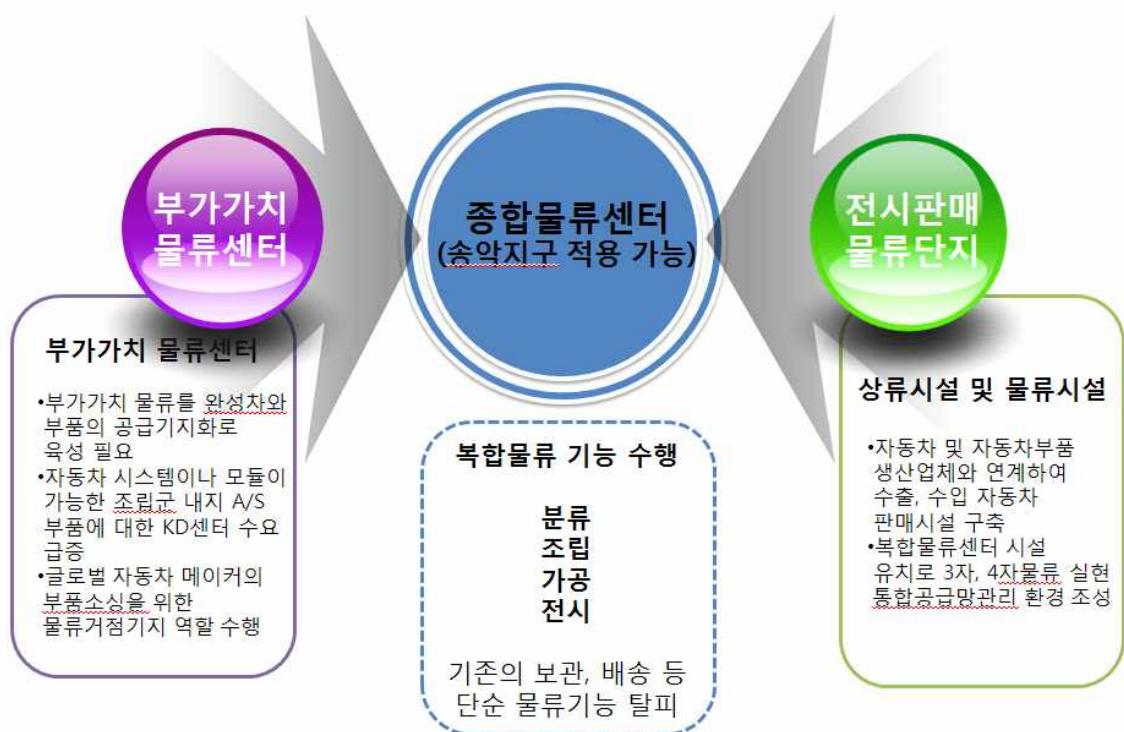 부가가치
물류센터
종합물류센터
(송악지구 적용 가능)
전시판매
물류단지
부가가치 물류센터
•부가가치 물류를 완성차와
부품의 공급기지화로
육성 필요
•자동차 시스템이나 모듈이
가능한 조립군 내지 A/S
부품에 대한 KD센터 수요
급증
•글로벌 자동차 메이커의
부품소싱을 위한
물류거점기지 역할 수행
복합물류 기능 수행
분류
조립
가공
전시
기존의 보관, 배송 등
단순 물류기능 탈피
상류시설 및 물류시설
•자동차 및 자동차부품
생산업체와 연계하여
수출, 수입 자동차
판매시설 구축
•복합물류센터 시설
유치로 3자, 4자물류 실현
통합공급망관리 환경 조성